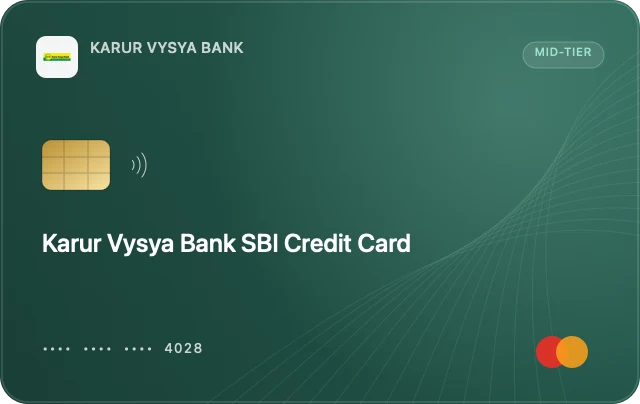 KARUR VYSYA BANK
MID-TIER
Karur Vysya Bank SBI Credit Card
•••• •••• •••• 4028